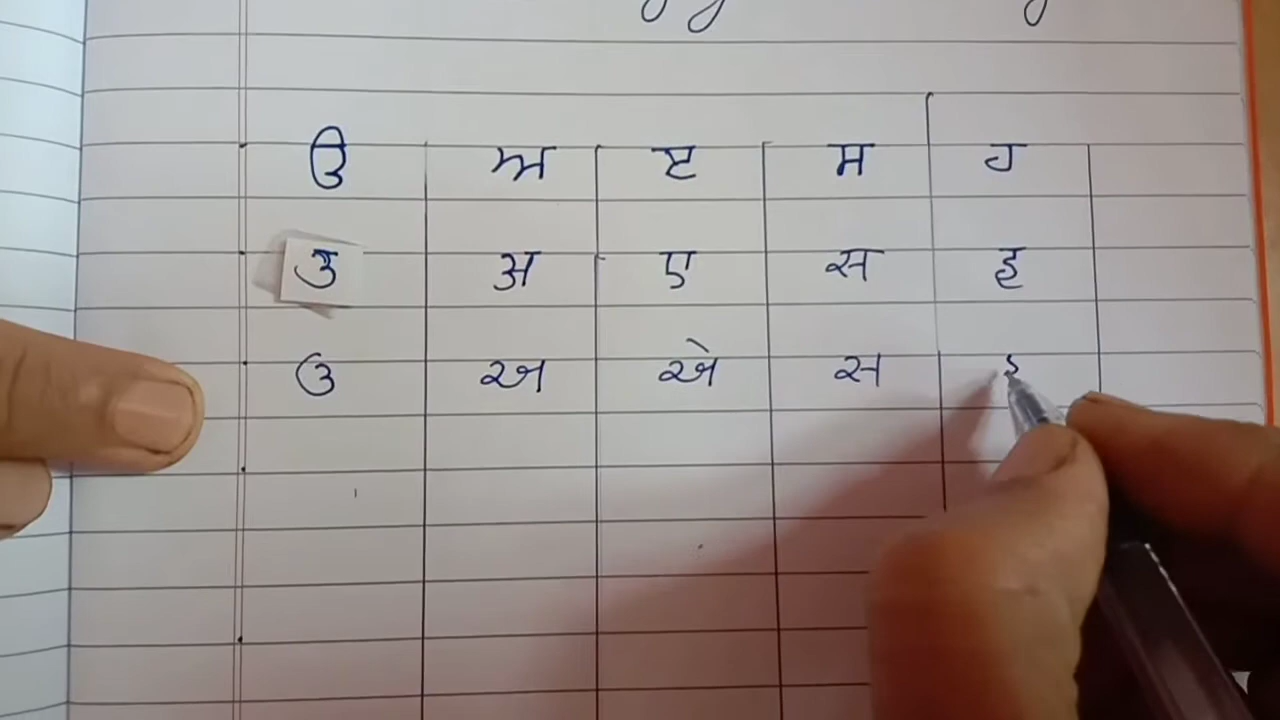 ੳ ਅ ੲ ਸ ਹ
उ अ ए स ह
ઉ અ એ સ